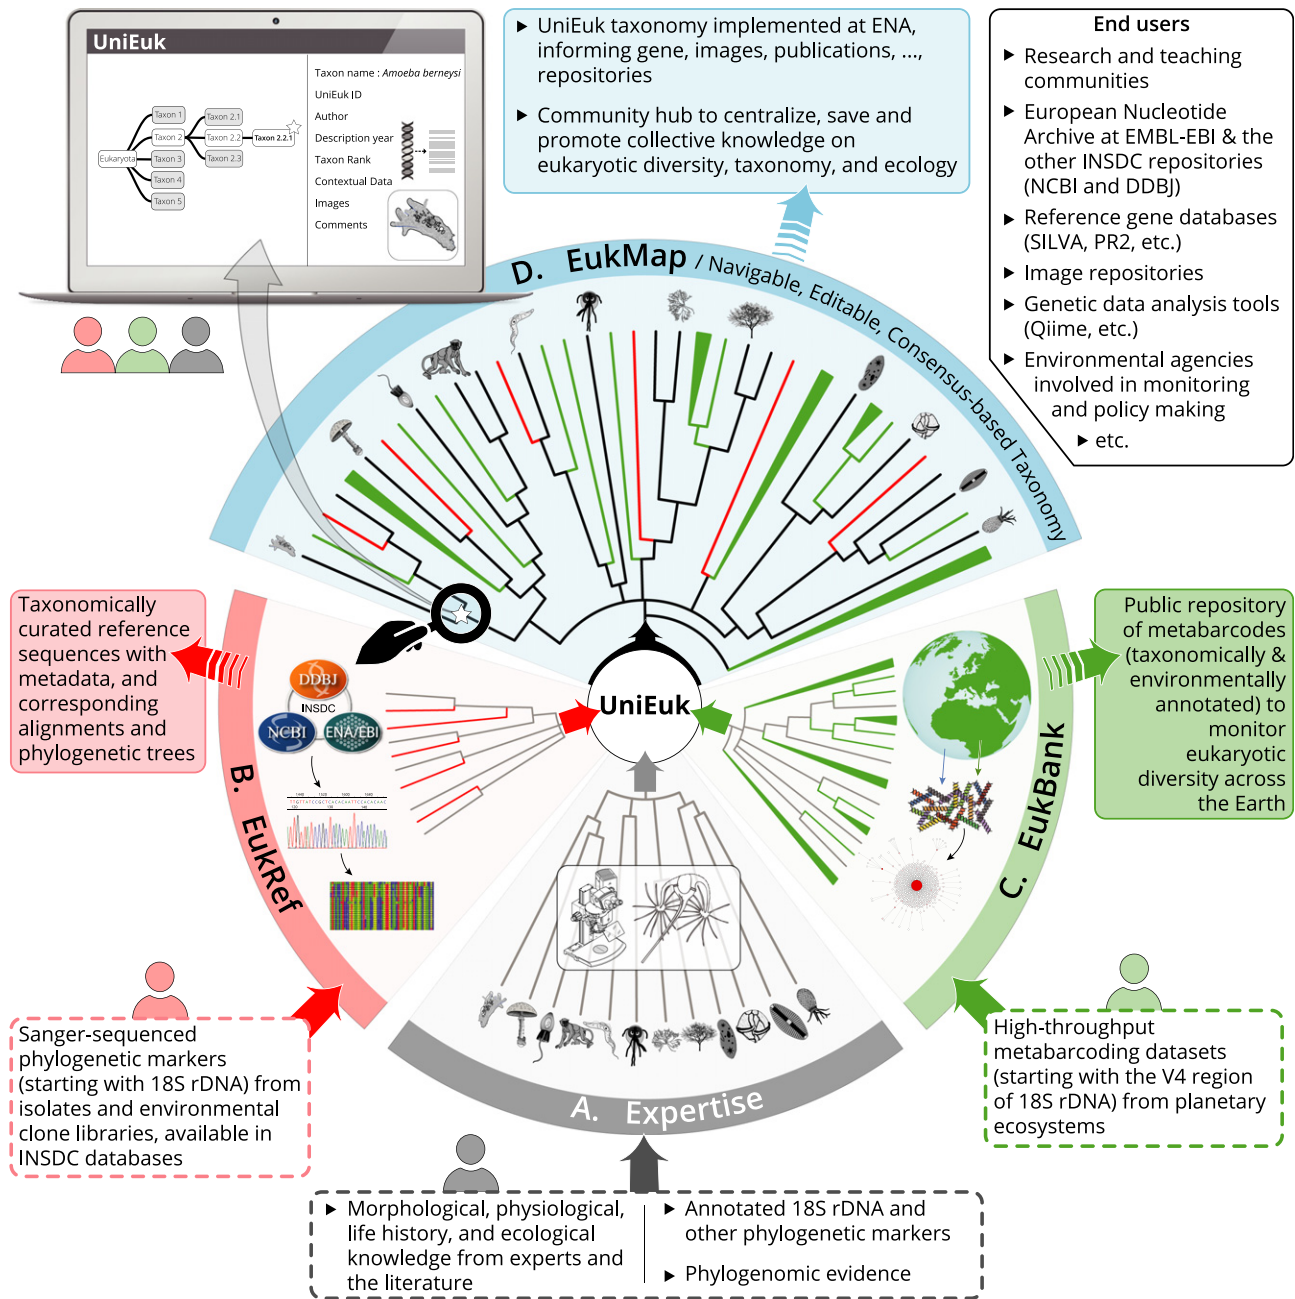 UniEuk
Taxon name : Amoeba berneysi
UniEuk ID
Author
Description year
Taxon Rank
Contextual Data
Images
Comments
Eukaryota
Taxon 1
Taxon 2
Taxon 3
Taxon 4
Taxon 5
Taxon 2.1
Taxon 2.2
Taxon 2.3
Taxon 2.2.1
▶ UniEuk taxonomy implemented at ENA,
informing gene, images, publications, ...,
repositories
▶ Community hub to centralize, save and
promote collective knowledge on
eukaryotic diversity, taxonomy, and ecology
End users
▶ Research and teaching
communities
▶ European Nucleotide
Archive at EMBL-EBI & the
other INSDC repositories
(NCBI and DDBJ)
▶ Reference gene databases
(SILVA, PR2, etc.)
▶ Image repositories
▶ Genetic data analysis tools
(Qiime, etc.)
▶ Environmental agencies
involved in monitoring
and policy making
▶ etc.
D. EukMap / Navigable, Editable, Consensus-based Taxonomy
Taxonomically
curated reference
sequences with
metadata, and
corresponding
alignments and
phylogenetic trees
DDBJ
INSDC
NCBI
ENA/EBI
1440 1520 1600 1680
TTGTTATCCGCTCACACAATTCCACACAAC
120 130 140
B. EukRef
UniEuk
Public repository
of metabarcodes
(taxonomically &
environmentally
annotated) to
monitor
eukaryotic
diversity across
the Earth
C. EukBank
Sanger-sequenced
phylogenetic markers
(starting with 18S rDNA) from
isolates and environmental
clone libraries, available in
INSDC databases
A. Expertise
High-throughput
metabarcoding datasets
(starting with the V4 region
of 18S rDNA) from planetary
ecosystems
▶ Morphological, physiological,
life history, and ecological
knowledge from experts and
the literature
▶ Annotated 18S rDNA and
other phylogenetic markers
▶ Phylogenomic evidence